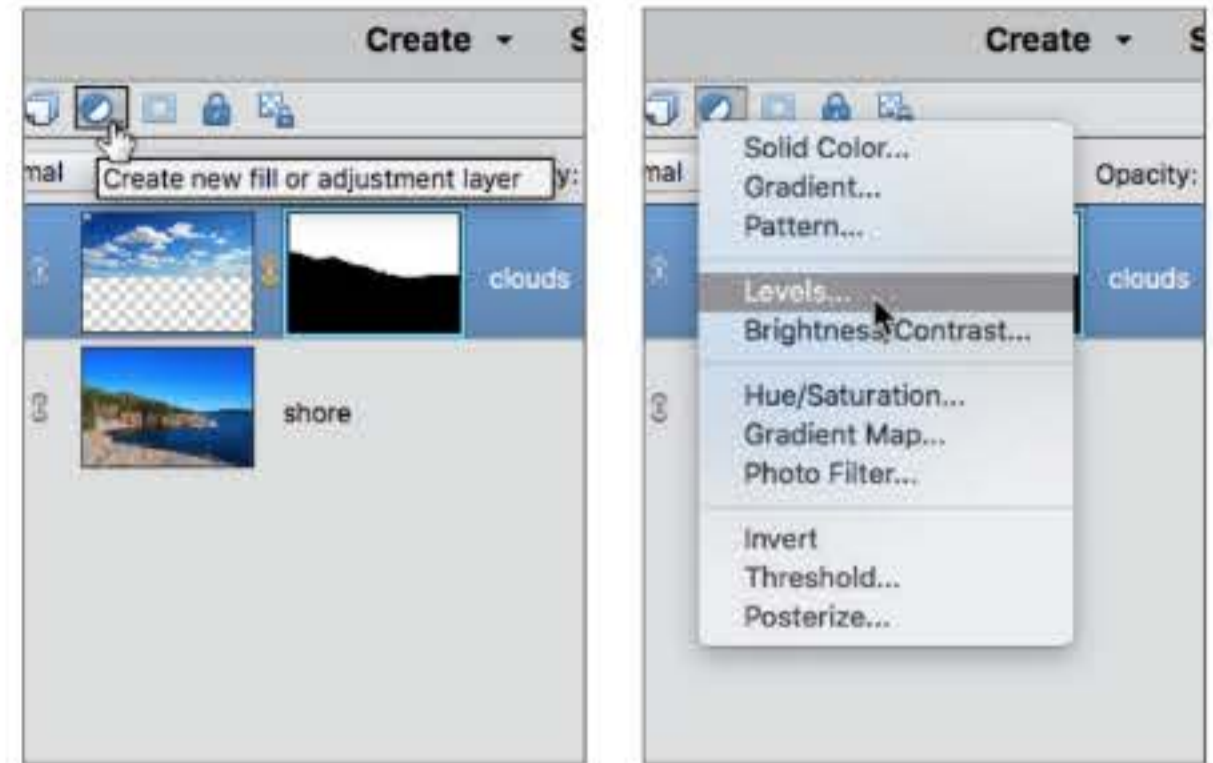 Create
S
mal
Create new fill or adjustment layer
y:
clouds
shore
Create
S
mal
Opacity:
Solid Color...
Gradient...
Pattern...
Levels...
Brightness/Contrast...
clouds
Hue/Saturation...
Gradient Map...
Photo Filter...
Invert
Threshold...
Posterize...